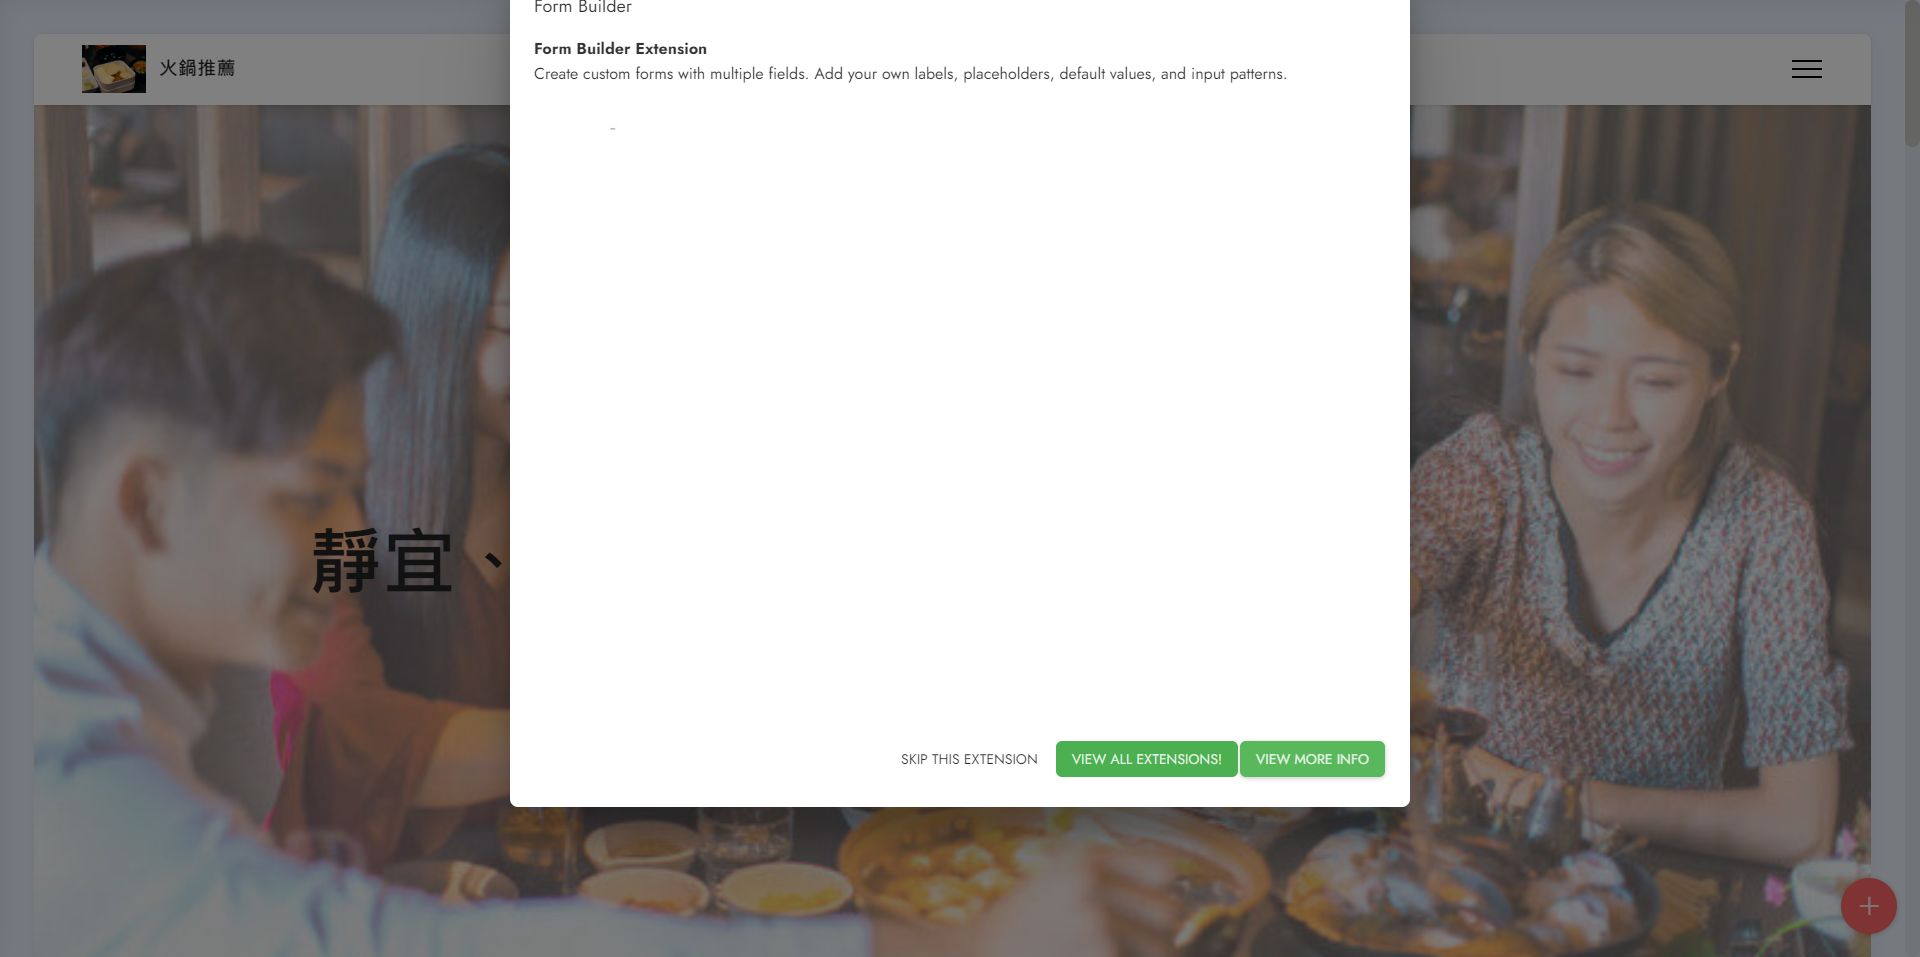 Form Builder
Form Builder Extension
Create custom forms with multiple fields. Add your own labels, placeholders, default values, and input patterns.
火鍋推薦
靜宜、
SKIP THIS EXTENSION
VIEW ALL EXTENSIONS!
VIEW MORE INFO